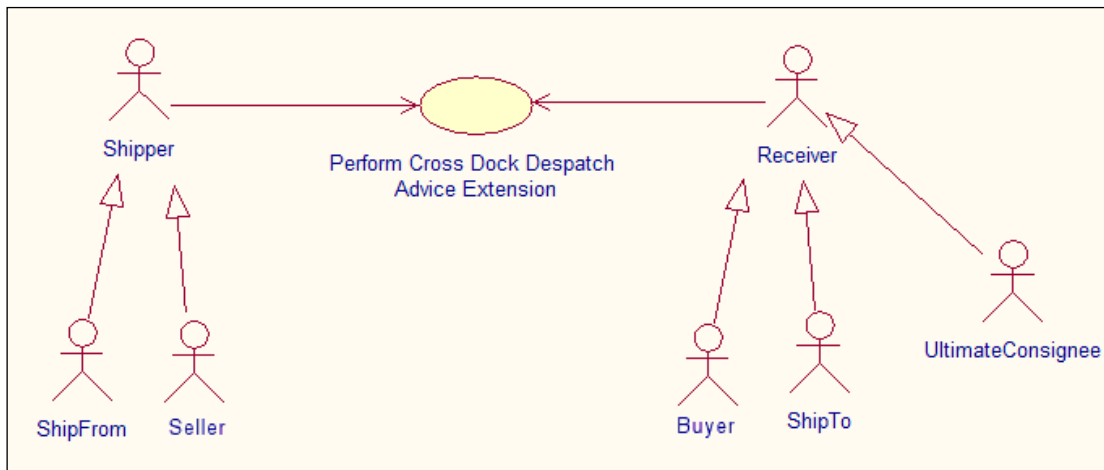 Shipper
Perform Cross Dock Despatch
Advice Extension
Receiver
ShipFrom
Seller
Buyer
ShipTo
UltimateConsignee